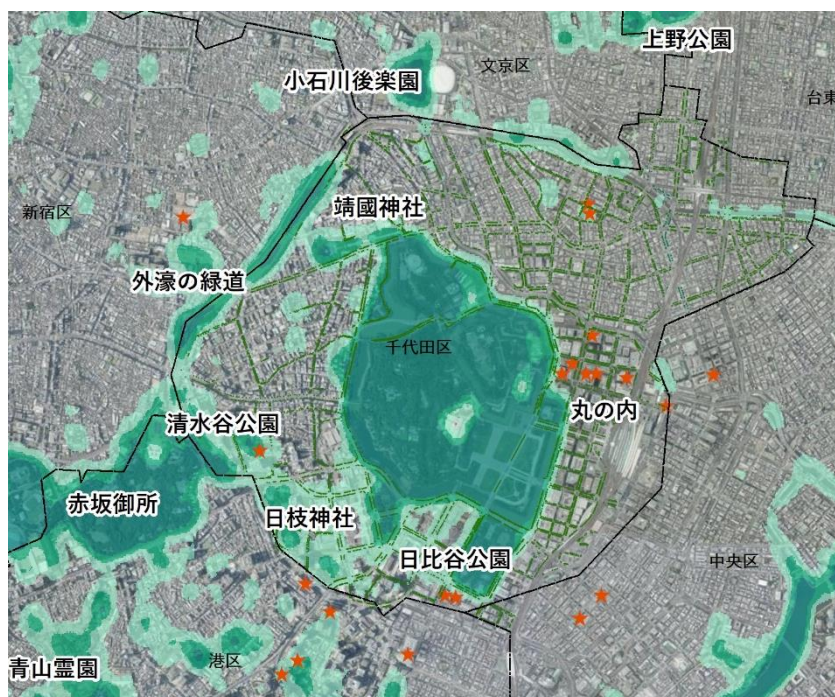 上野公園
文京区
小石川後楽園
台東
靖國神社
新宿区
外濠の緑道
千代田区
丸の内
清水谷公園
赤坂御所
日枝神社
日比谷公園
中央区
港区
青山霊園